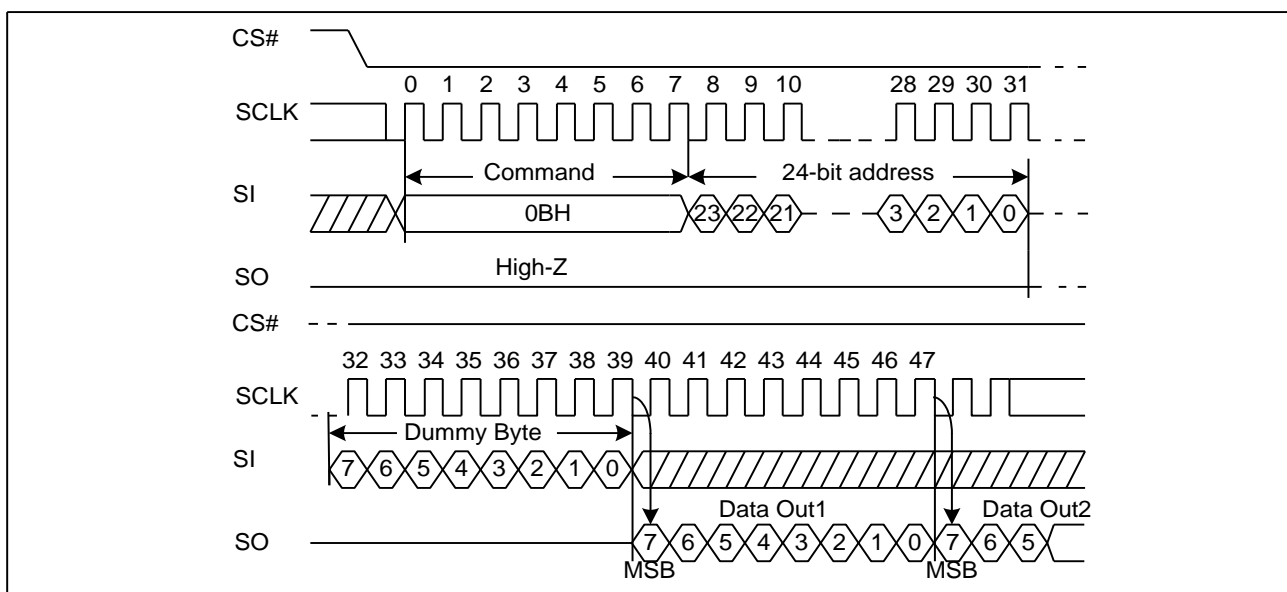 CS#
0 1 2 3 4 5 6 7 8 9 10 28 29 30 31
SCLK
Command 24-bit address
SI
0BH 23 22 21 3 2 1 0
High-Z
SO
CS#
32 33 34 35 36 37 38 39 40 41 42 43 44 45 46 47
SCLK
Dummy Byte
SI
7 6 5 4 3 2 1 0
Data Out1 Data Out2
SO
7 6 5 4 3 2 1 0 7 6 5
MSB MSB